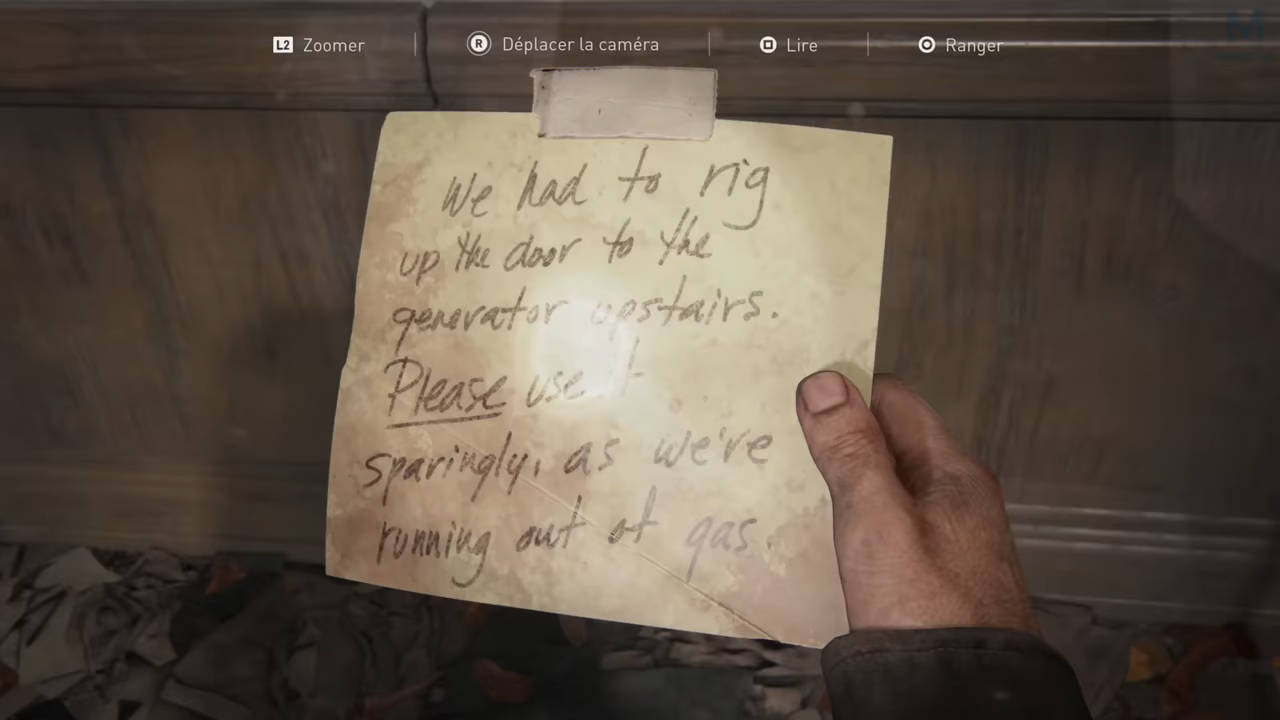 L2 Zoomer R Déplacer la caméra Lire Ranger
We had to rig
up the door to the
generator upstairs.
Please use it
sparingly, as we're
running out of gas.